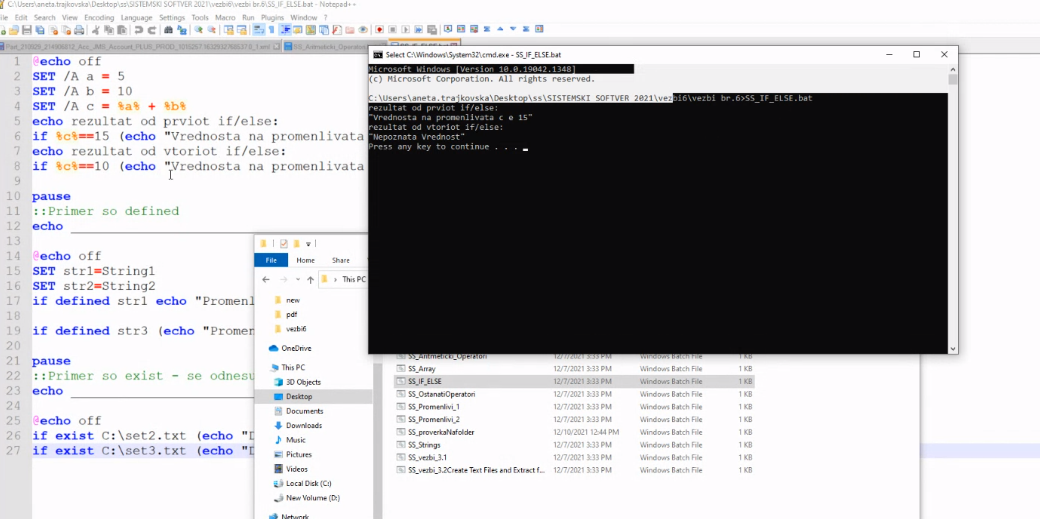 C:\Users\aneta.trajkovska\Desktop\ss\SISTEMSKI SOFTVER 2021\vezbi6\vezbi br.6\SS_IF_ELSE.bat - Notepad++
File Edit Search View Encoding Language Settings Tools Macro Run Plugins Window ?
1 @echo off
2 SET /A a = 5
3 SET /A b = 10
4 SET /A c = %a% + %b%
5 echo rezultat od prviot if/else:
6 if %c%==15 (echo "Vrednosta na promenlivata
7 echo rezultat od vtoriot if/else:
8 if %c%==10 (echo "Vrednosta na promenlivata
9
10 pause
11 ::Primer so defined
12 echo
13
14 @echo off
15 SET str1=String1
16 SET str2=String2
17 if defined str1 echo "Promenl
18
19 if defined str3 (echo "Promen
20
21 pause
22 ::Primer so exist - se odnesu
23 echo
24
25 @echo off
26 if exist C:\set2.txt (echo "D
27 if exist C:\set3.txt (echo "D
Select C:\Windows\System32\cmd.exe - SS_IF_ELSE.bat
Microsoft Windows [Version 10.0.19042.1348]
(c) Microsoft Corporation. All rights reserved.
C:\Users\aneta.trajkovska\Desktop\ss\SISTEMSKI SOFTVER 2021\vezbi6\vezbi br.6>SS_IF_ELSE.bat
rezultat od prviot if/else:
"Vrednosta na promenlivata c e 15"
rezultat od vtoriot if/else:
"Nepoznata Vrednost"
Press any key to continue . . .
File Home Share
This PC
new
pdf
vezbi6
OneDrive
This PC
3D Objects
Desktop
Documents
Downloads
Music
Pictures
Videos
Local Disk (C:)
New Volume (D:)
Network
SS_Aritmeticki_Operatori 12/7/2021 3:33 PM Windows Batch File 1 KB
SS_Array 12/7/2021 3:33 PM Windows Batch File 1 KB
SS_IF_ELSE 12/7/2021 3:33 PM Windows Batch File 1 KB
SS_OstanatiOperatori 12/7/2021 3:33 PM Windows Batch File 1 KB
SS_Promenlivi_1 12/7/2021 3:33 PM Windows Batch File 1 KB
SS_Promenlivi_2 12/7/2021 3:33 PM Windows Batch File 1 KB
SS_proverkaNafolder 12/10/2021 12:44 PM Windows Batch File 1 KB
SS_Strings 12/7/2021 3:33 PM Windows Batch File 1 KB
SS_vezbi_3.1 12/7/2021 3:33 PM Windows Batch File 1 KB
SS_vezbi_3.2Create Text Files and Extract f... 12/7/2021 3:33 PM Windows Batch File 1 KB